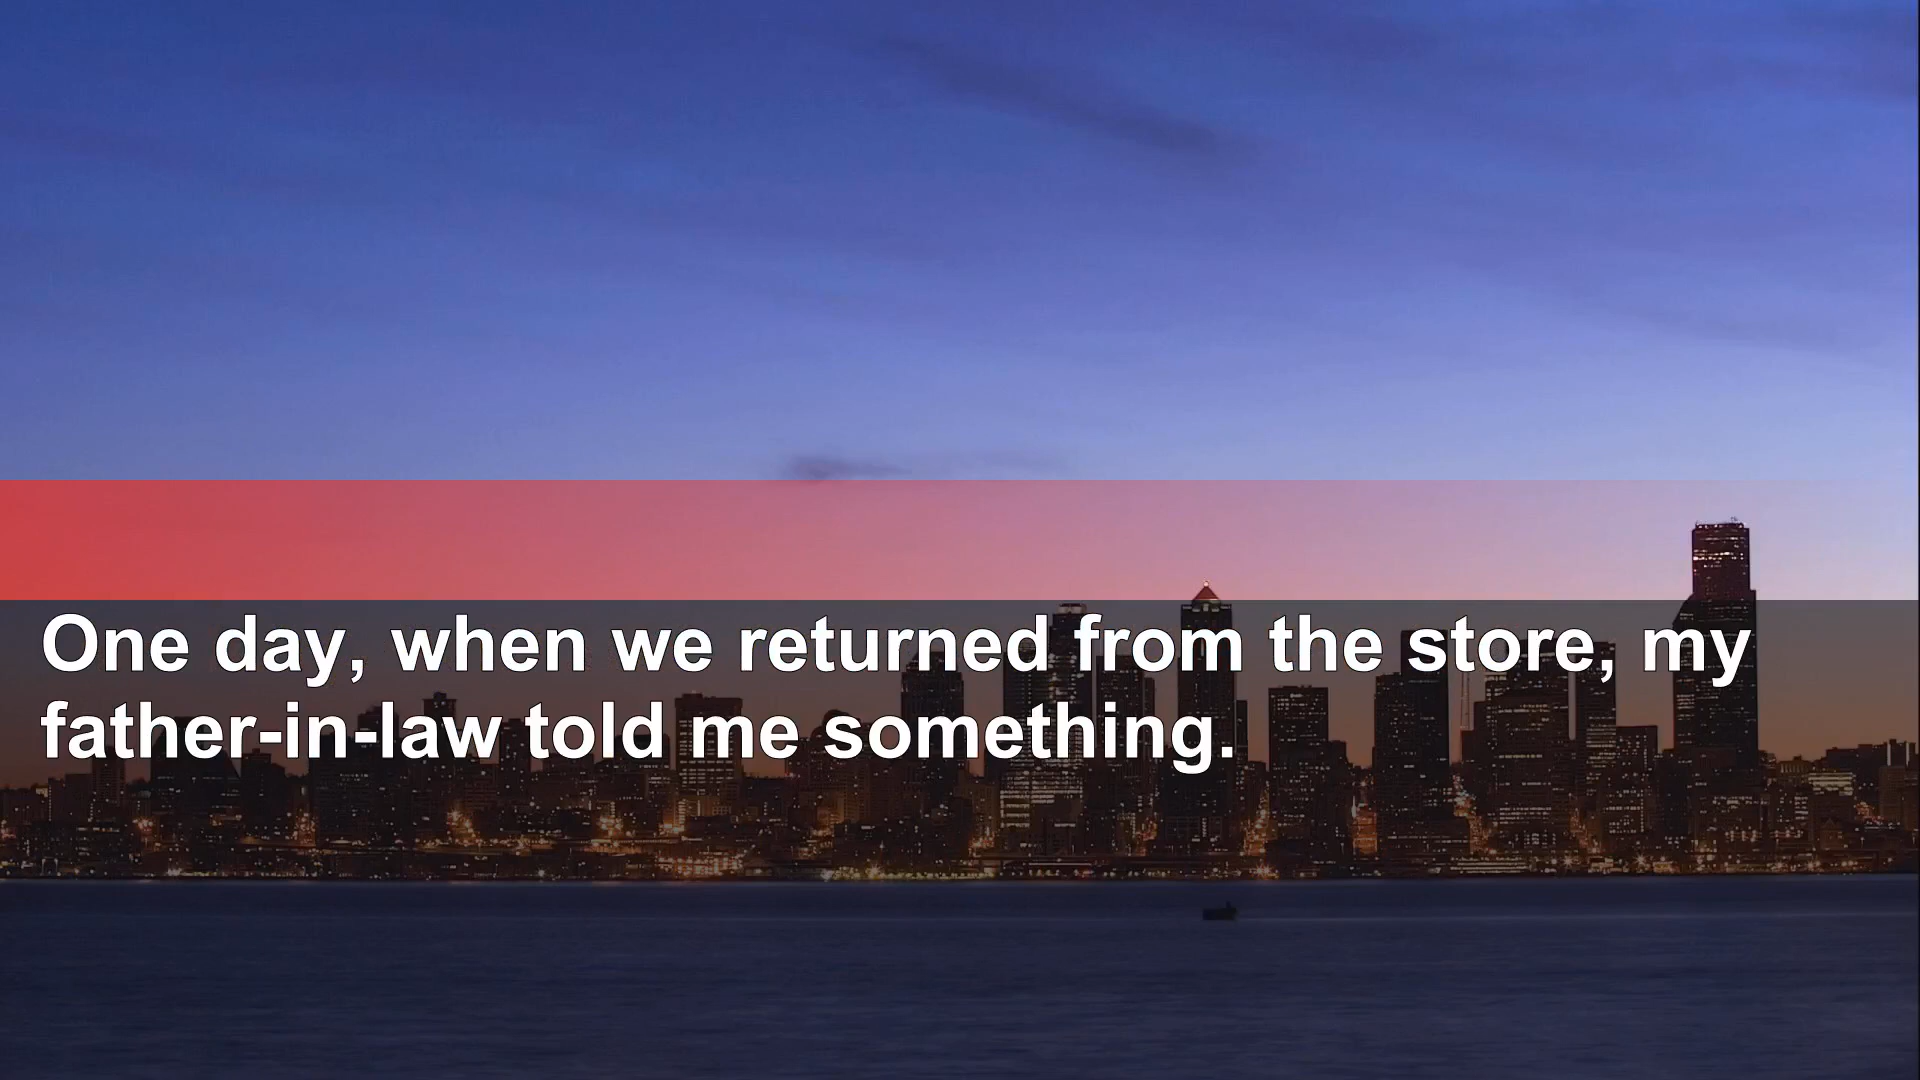 One day, when we returned from the store, my
father-in-law told me something.